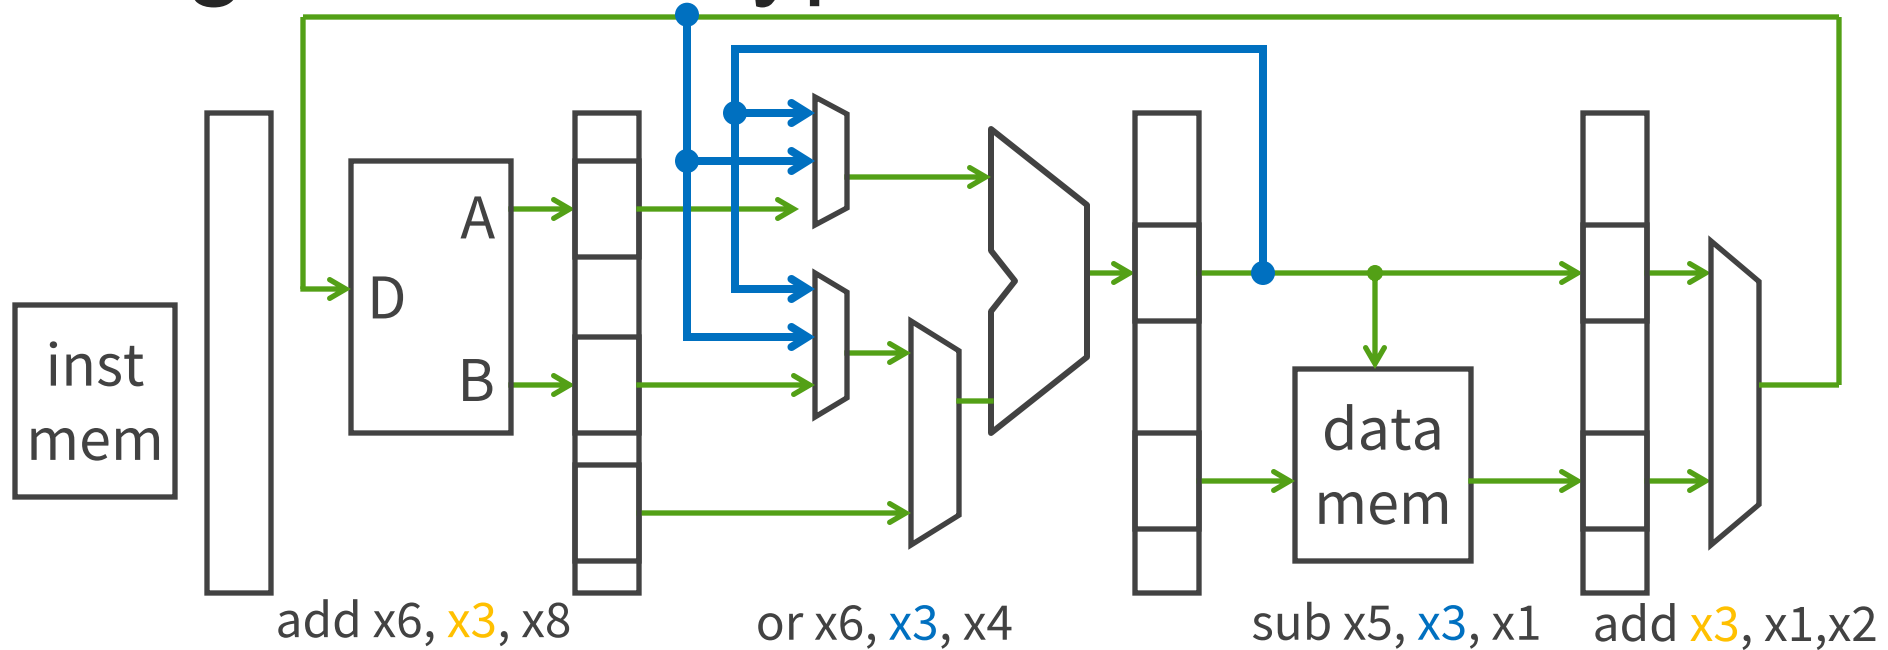 inst
mem
A
D
B
data
mem
add x6, x3, x8
or x6, x3, x4
sub x5, x3, x1
add x3, x1,x2